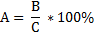 A = B/C * 100%